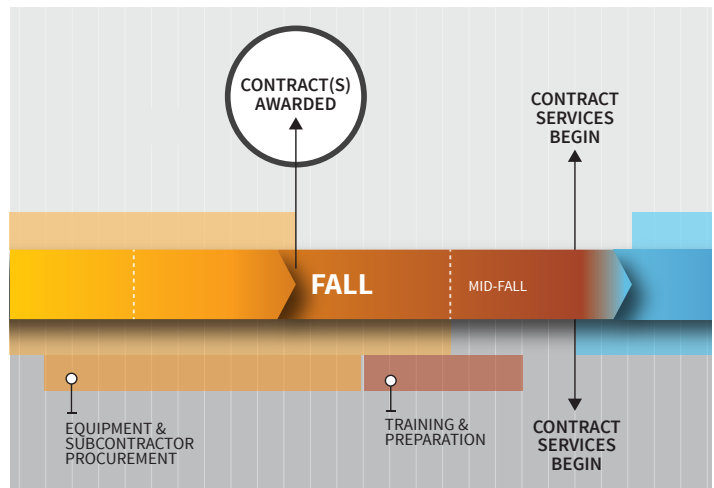 CONTRACT(S)
AWARDED
CONTRACT
SERVICES
BEGIN
FALL
MID-FALL
EQUIPMENT &
SUBCONTRACTOR
PROCUREMENT
TRAINING &
PREPARATION
CONTRACT
SERVICES
BEGIN